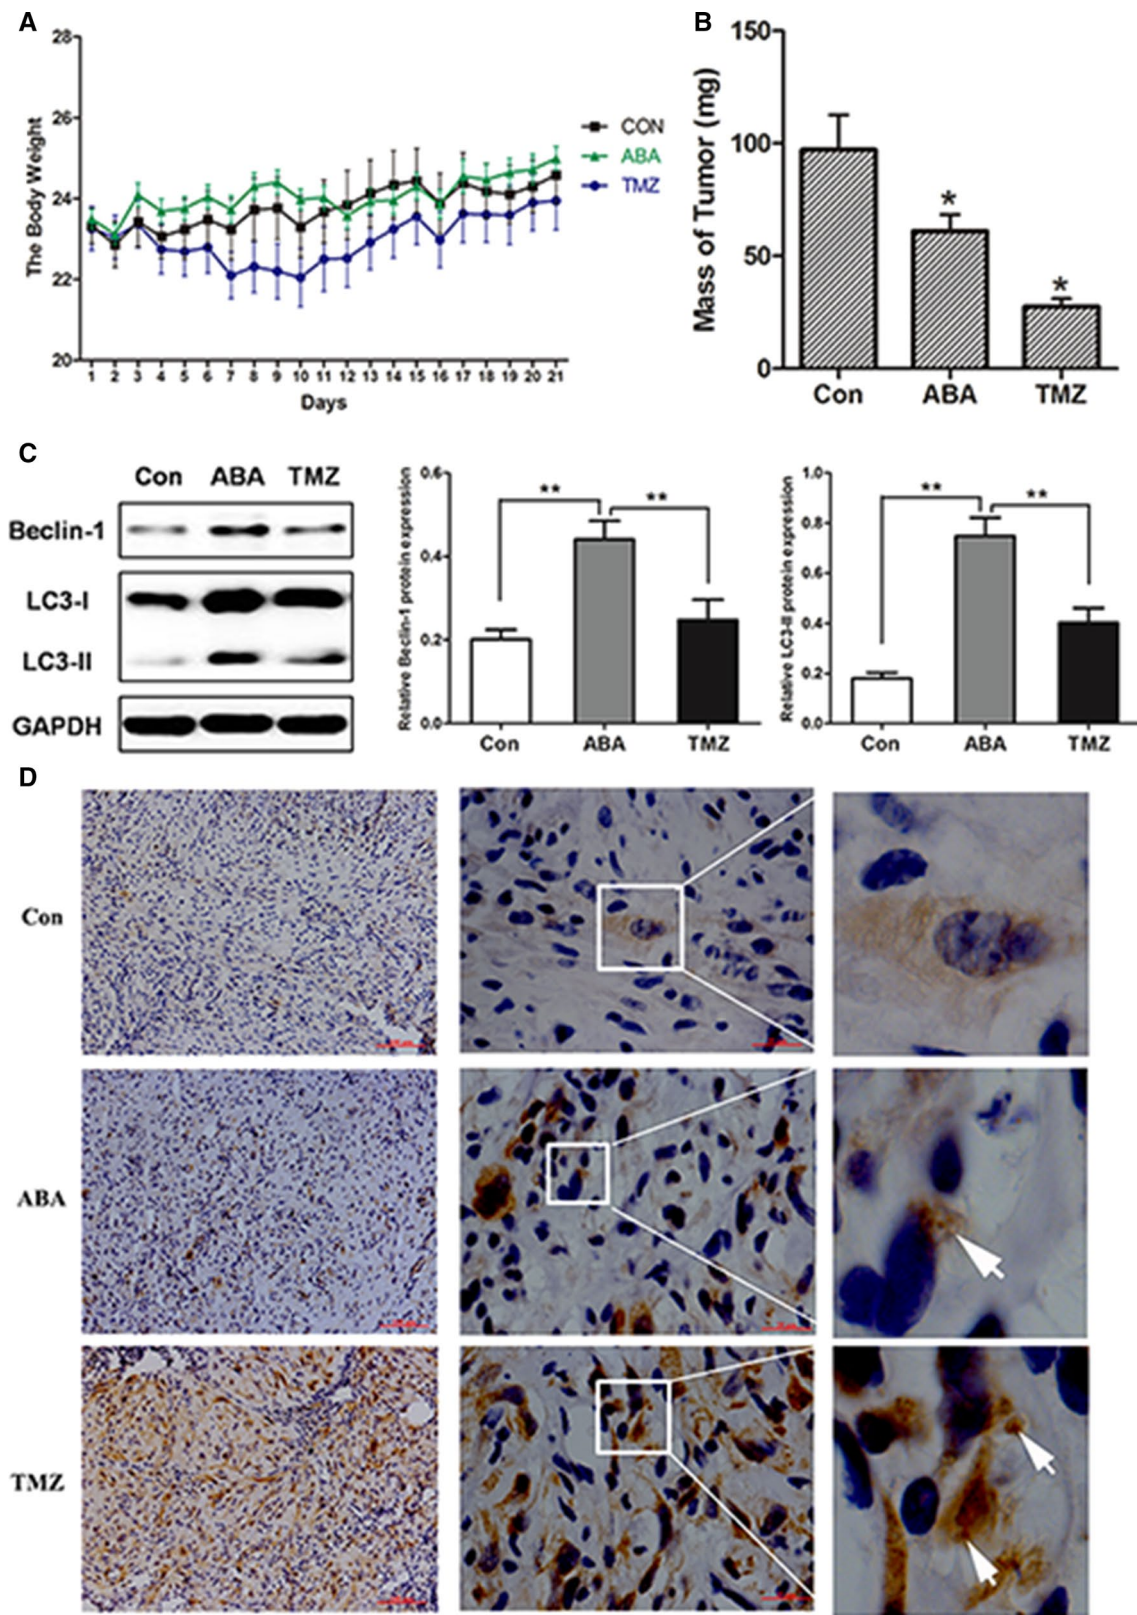 A
28
26
24
22
20
The Body Weight
1 2 3 4 5 6 7 8 9 10 11 12 13 14 15 16 17 18 19 20 21
Days
CON
ABA
TMZ
B
150
100
50
0
Mass of Tumor (mg)
*
*
Con ABA TMZ
C
Con ABA TMZ
Beclin-1
LC3-I
LC3-II
GAPDH
0.6
0.4
0.2
0.0
Relative Beclin-1 protein expression
** **
Con ABA TMZ
1.0
0.8
0.6
0.4
0.2
0.0
Relative LC3-II protein expression
** **
Con ABA TMZ
D
Con
ABA
TMZ